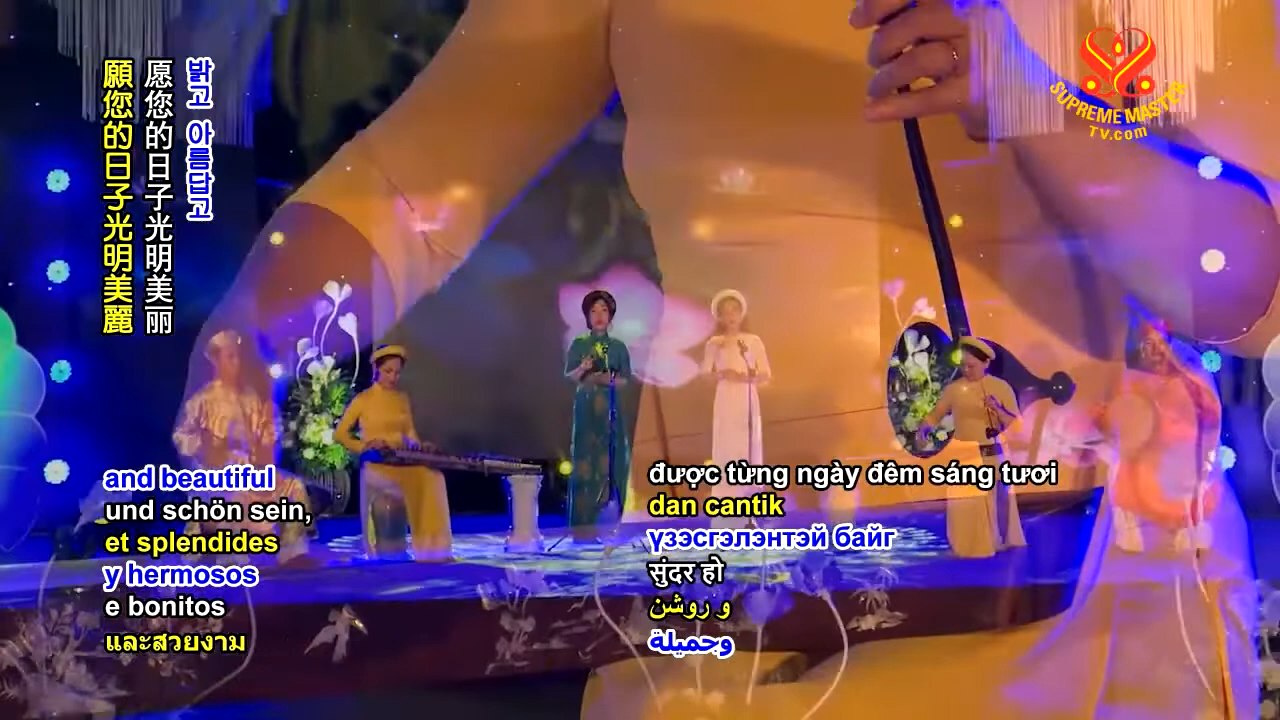 밝고 아름답고
愿您的日子光明美丽
願您的日子光明美麗
SUPREME MASTER
TV.com
and beautiful
und schön sein,
et splendides
y hermosos
e bonitos
และสวยงาม
được từng ngày đêm sáng tươi
dan cantik
үзэсгэлэнтэй байг
सुंदर हो
و روشن
وجميلة